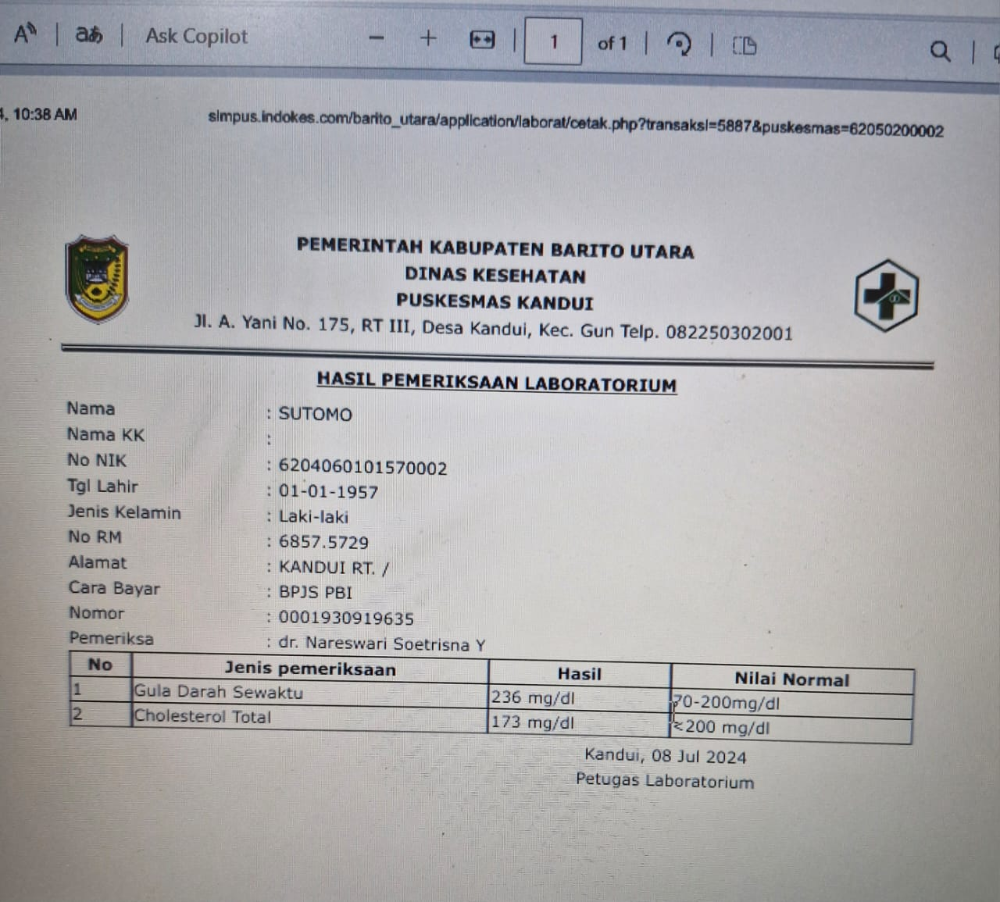 A
aあ
Ask Copilot
1
of 1
4, 10:38 AM
simpus.indokes.com/barito_utara/application/laborat/cetak.php?transaksi=5887&puskesmas=62050200002
PEMERINTAH KABUPATEN BARITO UTARA
DINAS KESEHATAN
PUSKESMAS KANDUI
Jl. A. Yani No. 175, RT III, Desa Kandui, Kec. Gun Telp. 082250302001
HASIL PEMERIKSAAN LABORATORIUM
Nama : SUTOMO
Nama KK :
No NIK : 6204060101570002
Tgl Lahir : 01-01-1957
Jenis Kelamin : Laki-laki
No RM : 6857.5729
Alamat : KANDUI RT. /
Cara Bayar : BPJS PBI
Nomor : 0001930919635
Pemeriksa : dr. Nareswari Soetrisna Y
No Jenis pemeriksaan Hasil Nilai Normal
1 Gula Darah Sewaktu 236 mg/dl 70-200mg/dl
2 Cholesterol Total 173 mg/dl <200 mg/dl
Kandui, 08 Jul 2024
Petugas Laboratorium